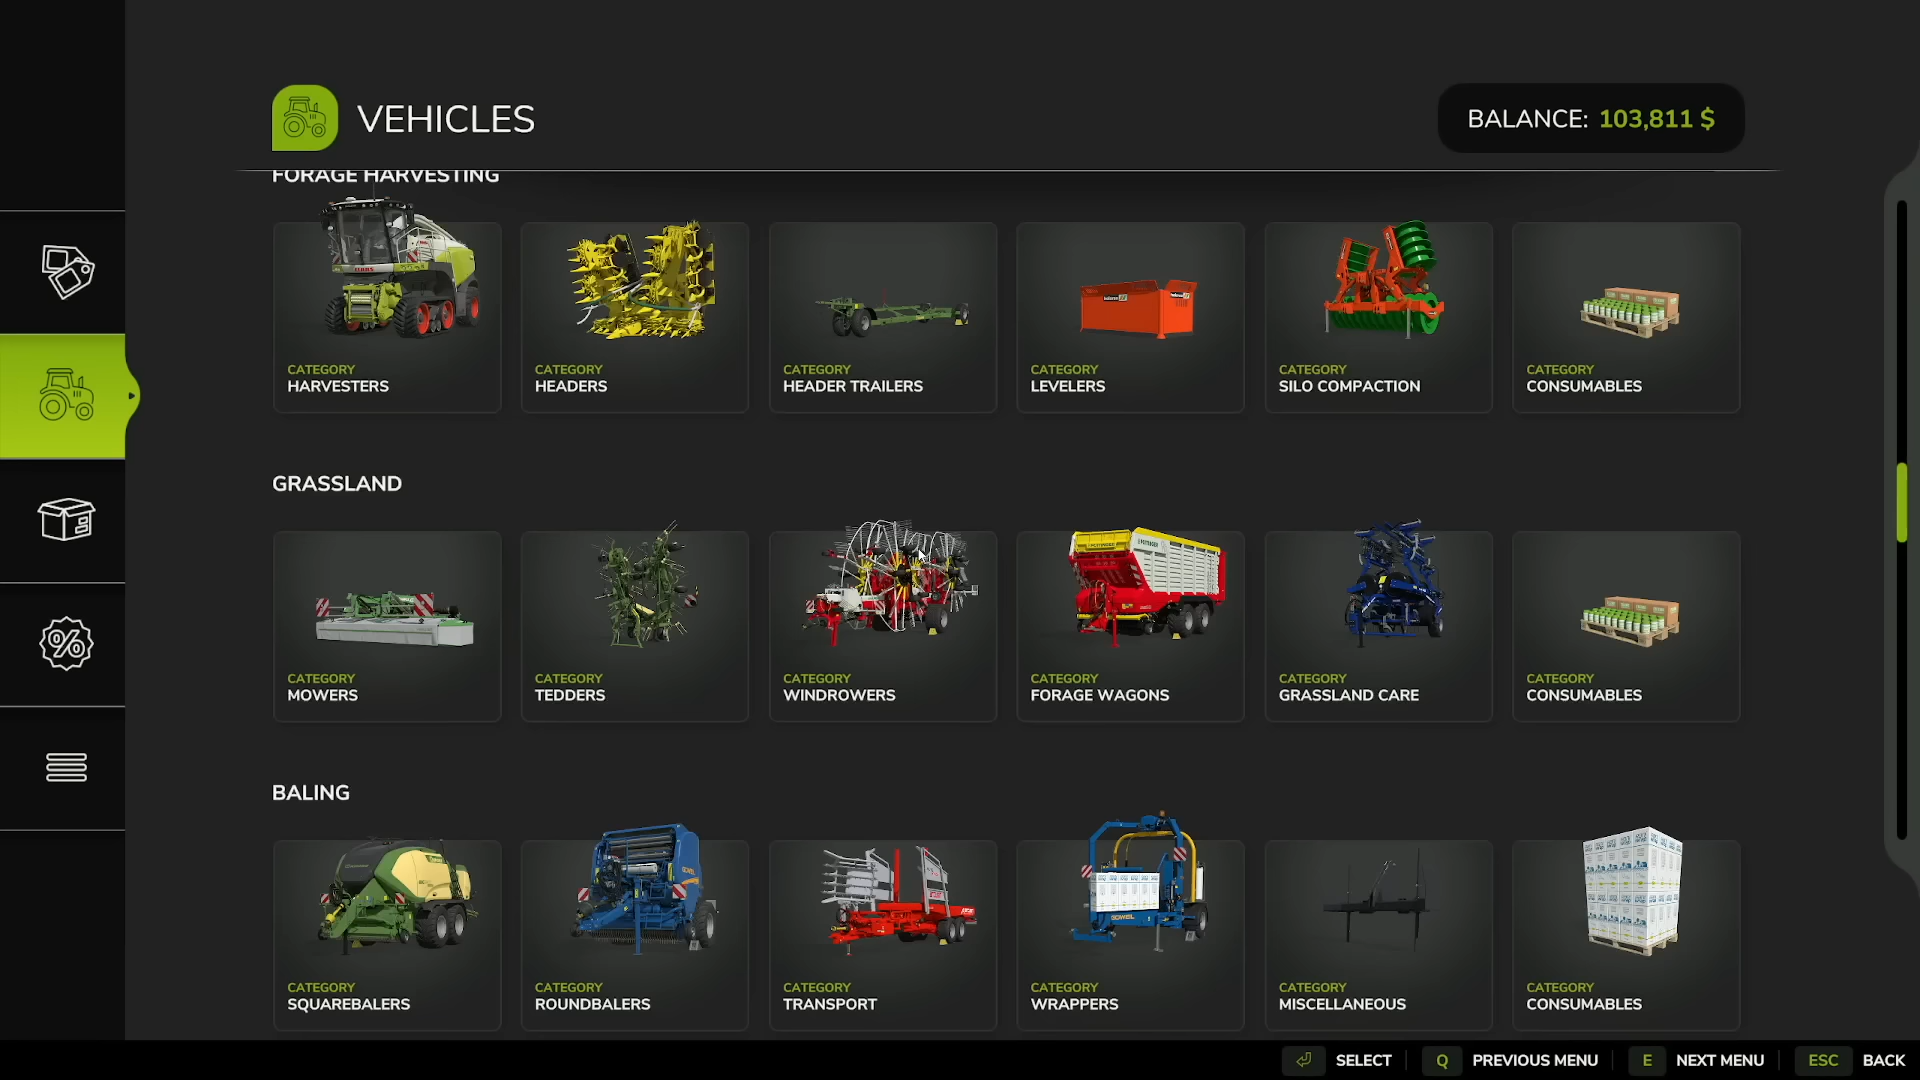 VEHICLES
BALANCE: 103,811 $
FORAGE HARVESTING
CATEGORY
HARVESTERS
CATEGORY
HEADERS
CATEGORY
HEADER TRAILERS
CATEGORY
LEVELERS
CATEGORY
SILO COMPACTION
CATEGORY
CONSUMABLES
GRASSLAND
CATEGORY
MOWERS
CATEGORY
TEDDERS
CATEGORY
WINDROWERS
CATEGORY
FORAGE WAGONS
CATEGORY
GRASSLAND CARE
CATEGORY
CONSUMABLES
BALING
CATEGORY
SQUAREBALERS
CATEGORY
ROUNDBALERS
CATEGORY
TRANSPORT
CATEGORY
WRAPPERS
CATEGORY
MISCELLANEOUS
CATEGORY
CONSUMABLES
SELECT
Q PREVIOUS MENU
E NEXT MENU
ESC BACK